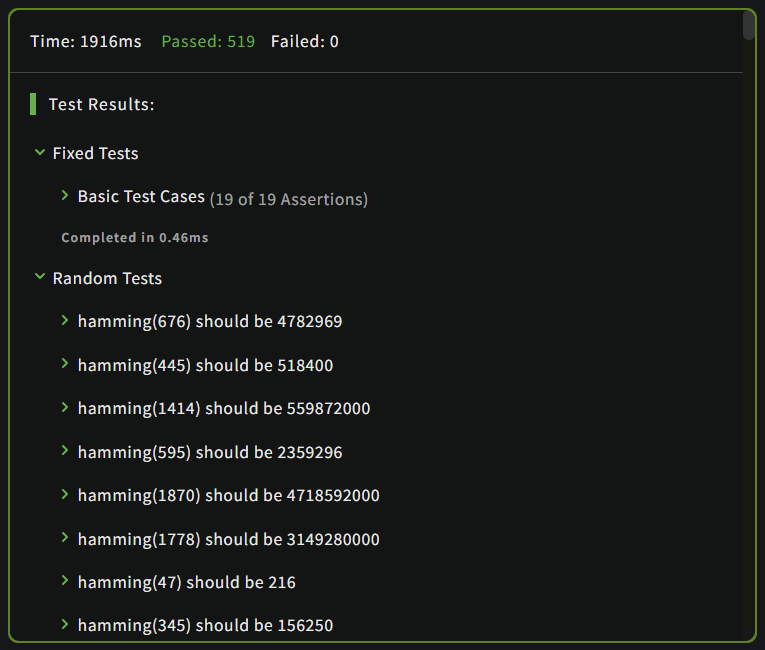 Time: 1916ms Passed: 519 Failed: 0
Test Results:
Fixed Tests
Basic Test Cases (19 of 19 Assertions)
Completed in 0.46ms
Random Tests
hamming(676) should be 4782969
hamming(445) should be 518400
hamming(1414) should be 559872000
hamming(595) should be 2359296
hamming(1870) should be 4718592000
hamming(1778) should be 3149280000
hamming(47) should be 216
hamming(345) should be 156250